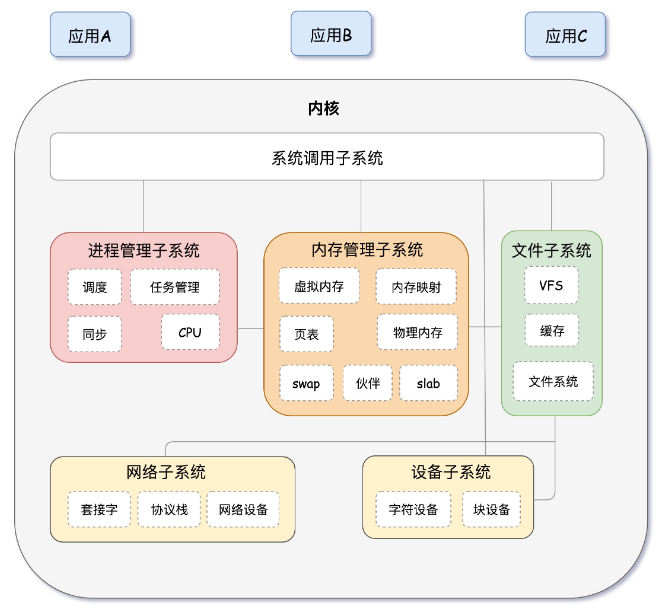 应用A
应用B
应用C
内核
系统调用子系统
进程管理子系统
调度
任务管理
同步
CPU
内存管理子系统
虚拟内存
内存映射
页表
物理内存
swap
伙伴
slab
文件子系统
VFS
缓存
文件系统
网络子系统
套接字
协议栈
网络设备
设备子系统
字符设备
块设备